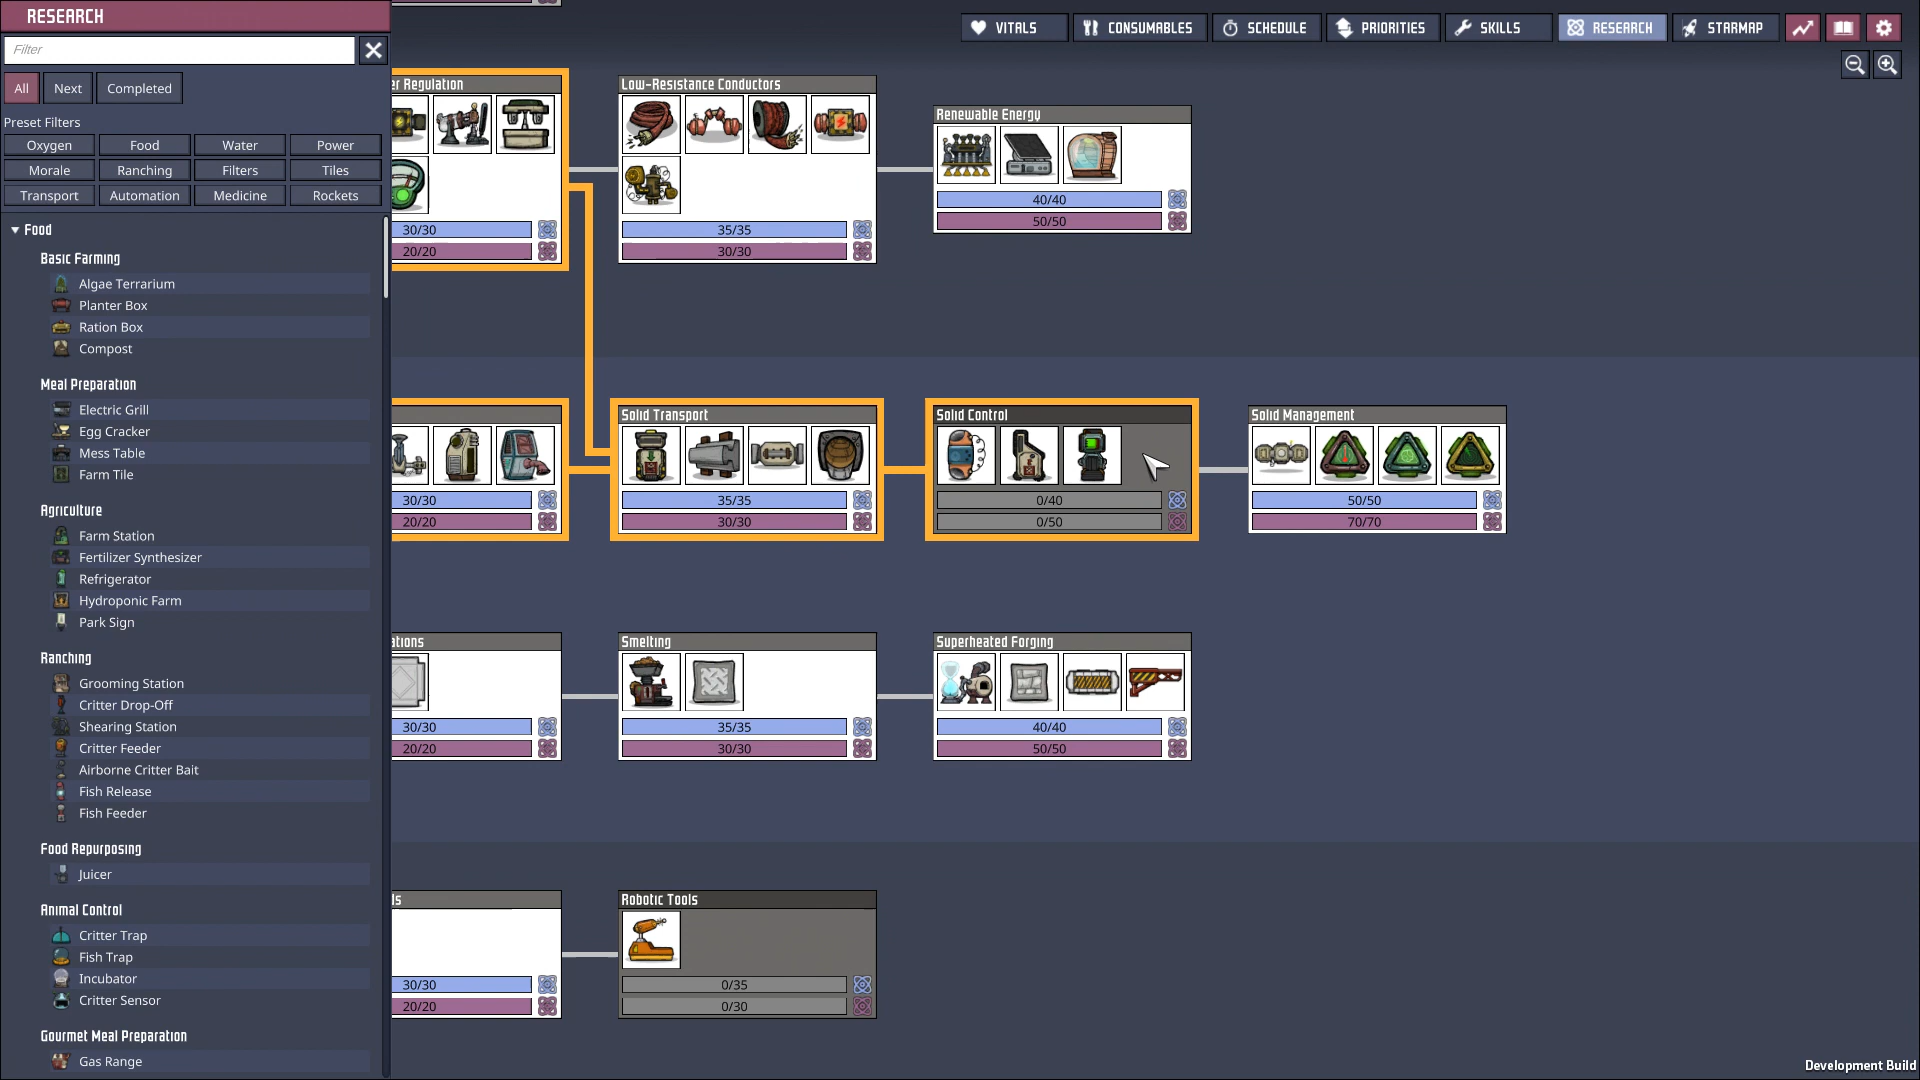 RESEARCH
VITALS
CONSUMABLES
SCHEDULE
PRIORITIES
SKILLS
RESEARCH
STARMAP
Filter
All
Next
Completed
Preset Filters
Oxygen
Food
Water
Power
Morale
Ranching
Filters
Tiles
Transport
Automation
Medicine
Rockets
Food
Basic Farming
Algae Terrarium
Planter Box
Ration Box
Compost
Meal Preparation
Electric Grill
Egg Cracker
Mess Table
Farm Tile
Agriculture
Farm Station
Fertilizer Synthesizer
Refrigerator
Hydroponic Farm
Park Sign
Ranching
Grooming Station
Critter Drop-Off
Shearing Station
Critter Feeder
Airborne Critter Bait
Fish Release
Fish Feeder
Food Repurposing
Juicer
Animal Control
Critter Trap
Fish Trap
Incubator
Critter Sensor
Gourmet Meal Preparation
Gas Range
er Regulation
30/30
20/20
Low-Resistance Conductors
35/35
30/30
Renewable Energy
40/40
50/50
30/30
20/20
Solid Transport
35/35
30/30
Solid Control
0/40
0/50
Solid Management
50/50
70/70
ations
30/30
20/20
Smelting
35/35
30/30
Superheated Forging
40/40
50/50
ls
30/30
20/20
Robotic Tools
0/35
0/30
Development Build